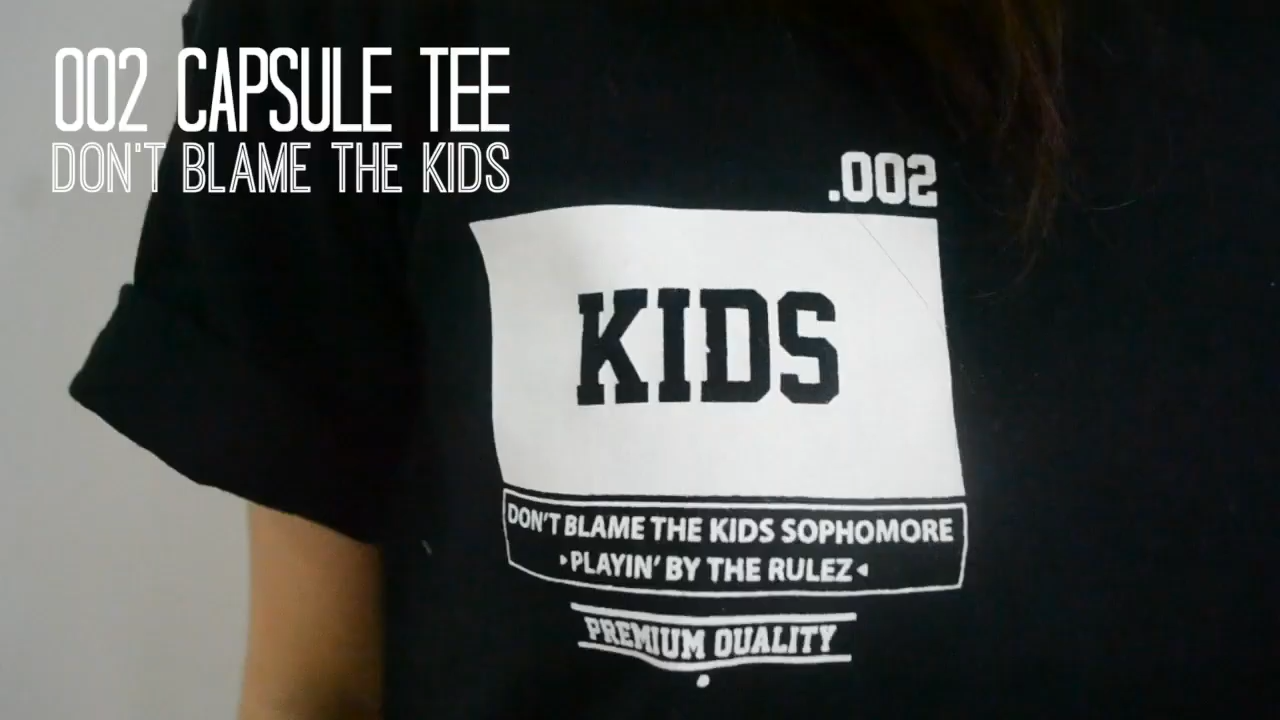 002 CAPSULE TEE
DON'T BLAME THE KIDS
.002
KIDS
DON'T BLAME THE KIDS SOPHOMORE
PLAYIN' BY THE RULEZ
PREMIUM QUALITY